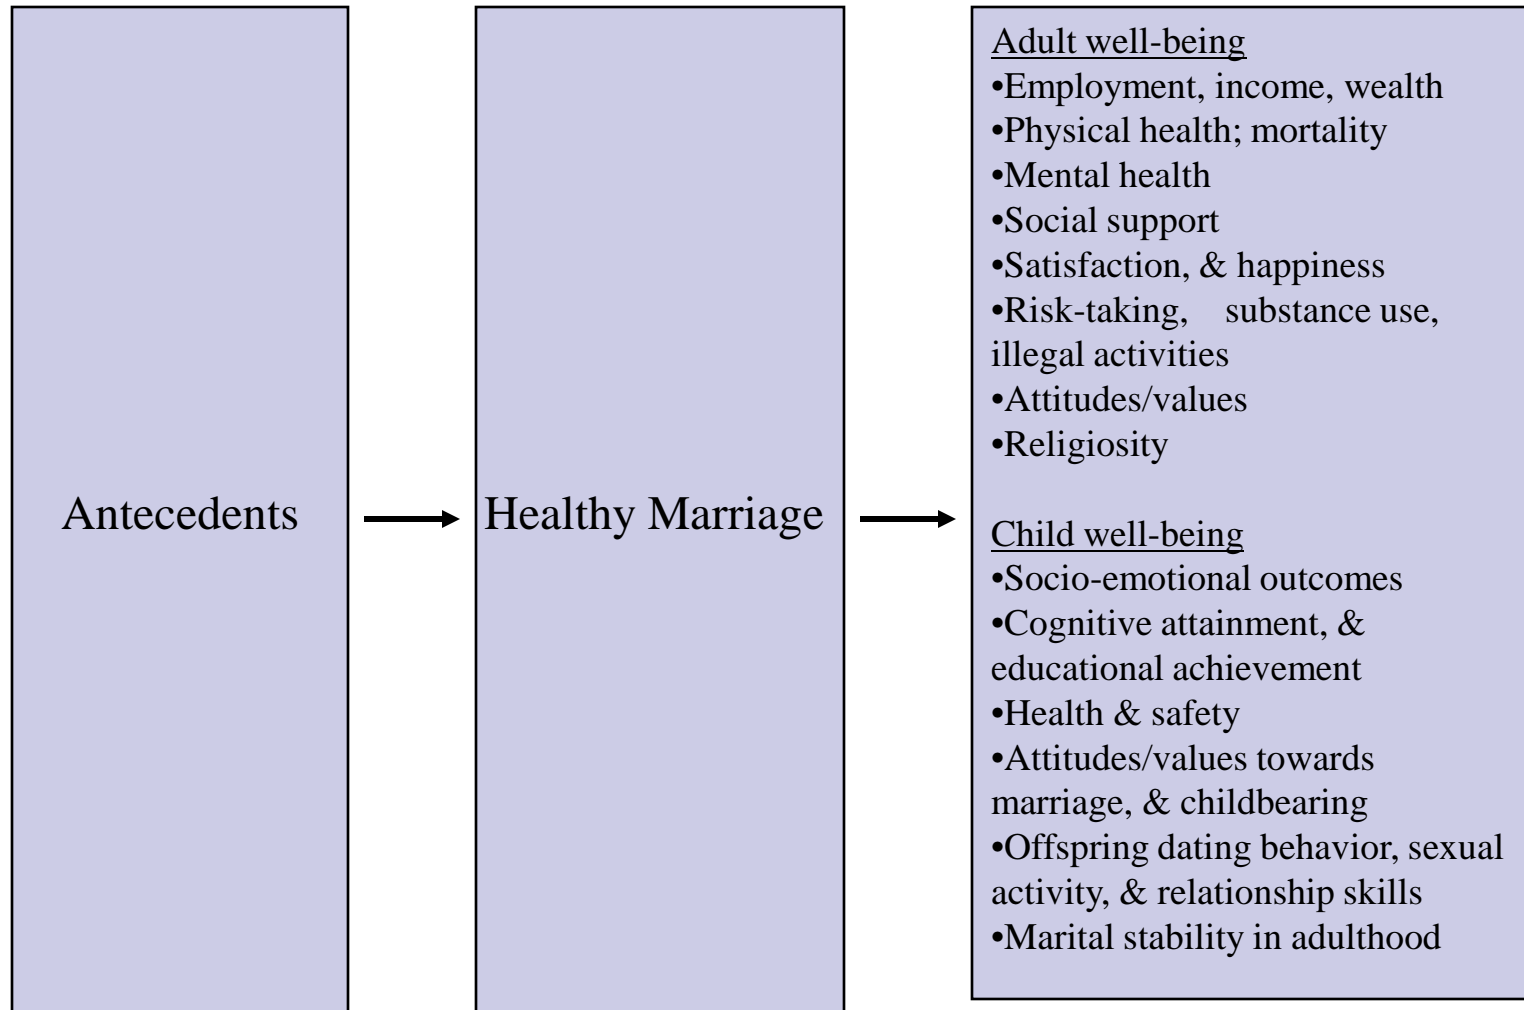 Antecedents
Healthy Marriage
Adult well-being
•Employment, income, wealth
•Physical health; mortality
•Mental health
•Social support
•Satisfaction, & happiness
•Risk-taking, substance use,
illegal activities
•Attitudes/values
•Religiosity
Child well-being
•Socio-emotional outcomes
•Cognitive attainment, &
educational achievement
•Health & safety
•Attitudes/values towards
marriage, & childbearing
•Offspring dating behavior, sexual
activity, & relationship skills
•Marital stability in adulthood